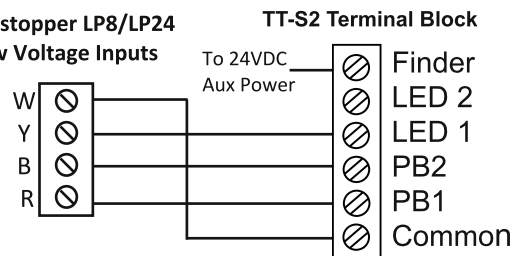 stopper LP8/LP24
Voltage Inputs
TT-S2 Terminal Block
To 24VDC
Aux Power
W
Y
B
R
Finder
LED 2
LED 1
PB2
PB1
Common